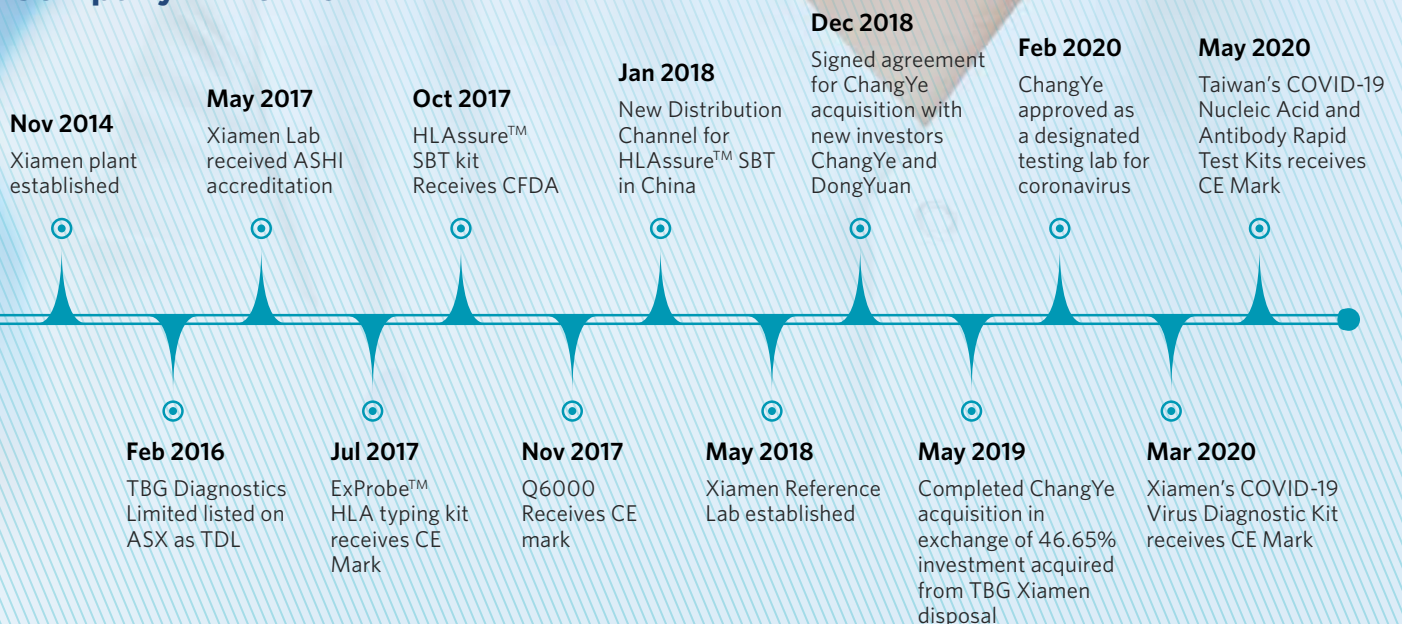 Nov 2014
Xiamen plant
established
Feb 2016
TBG Diagnostics
Limited listed on
ASX as TDL
May 2017
Xiamen Lab
received ASHI
accreditation
Jul 2017
ExProbe™
HLA typing kit
receives CE
Mark
Oct 2017
HLAssure™
SBT kit
Receives CFDA
Nov 2017
Q6000
Receives CE
mark
Jan 2018
New Distribution
Channel for
HLAssure™ SBT
in China
May 2018
Xiamen Reference
Lab established
Dec 2018
Signed agreement
for ChangYe
acquisition with
new investors
ChangYe and
DongYuan
May 2019
Completed ChangYe
acquisition in
exchange of 46.65%
investment acquired
from TBG Xiamen
disposal
Feb 2020
ChangYe
approved as
a designated
testing lab for
coronavirus
Mar 2020
Xiamen's COVID-19
Virus Diagnostic Kit
receives CE Mark
May 2020
Taiwan's COVID-19
Nucleic Acid and
Antibody Rapid
Test Kits receives
CE Mark